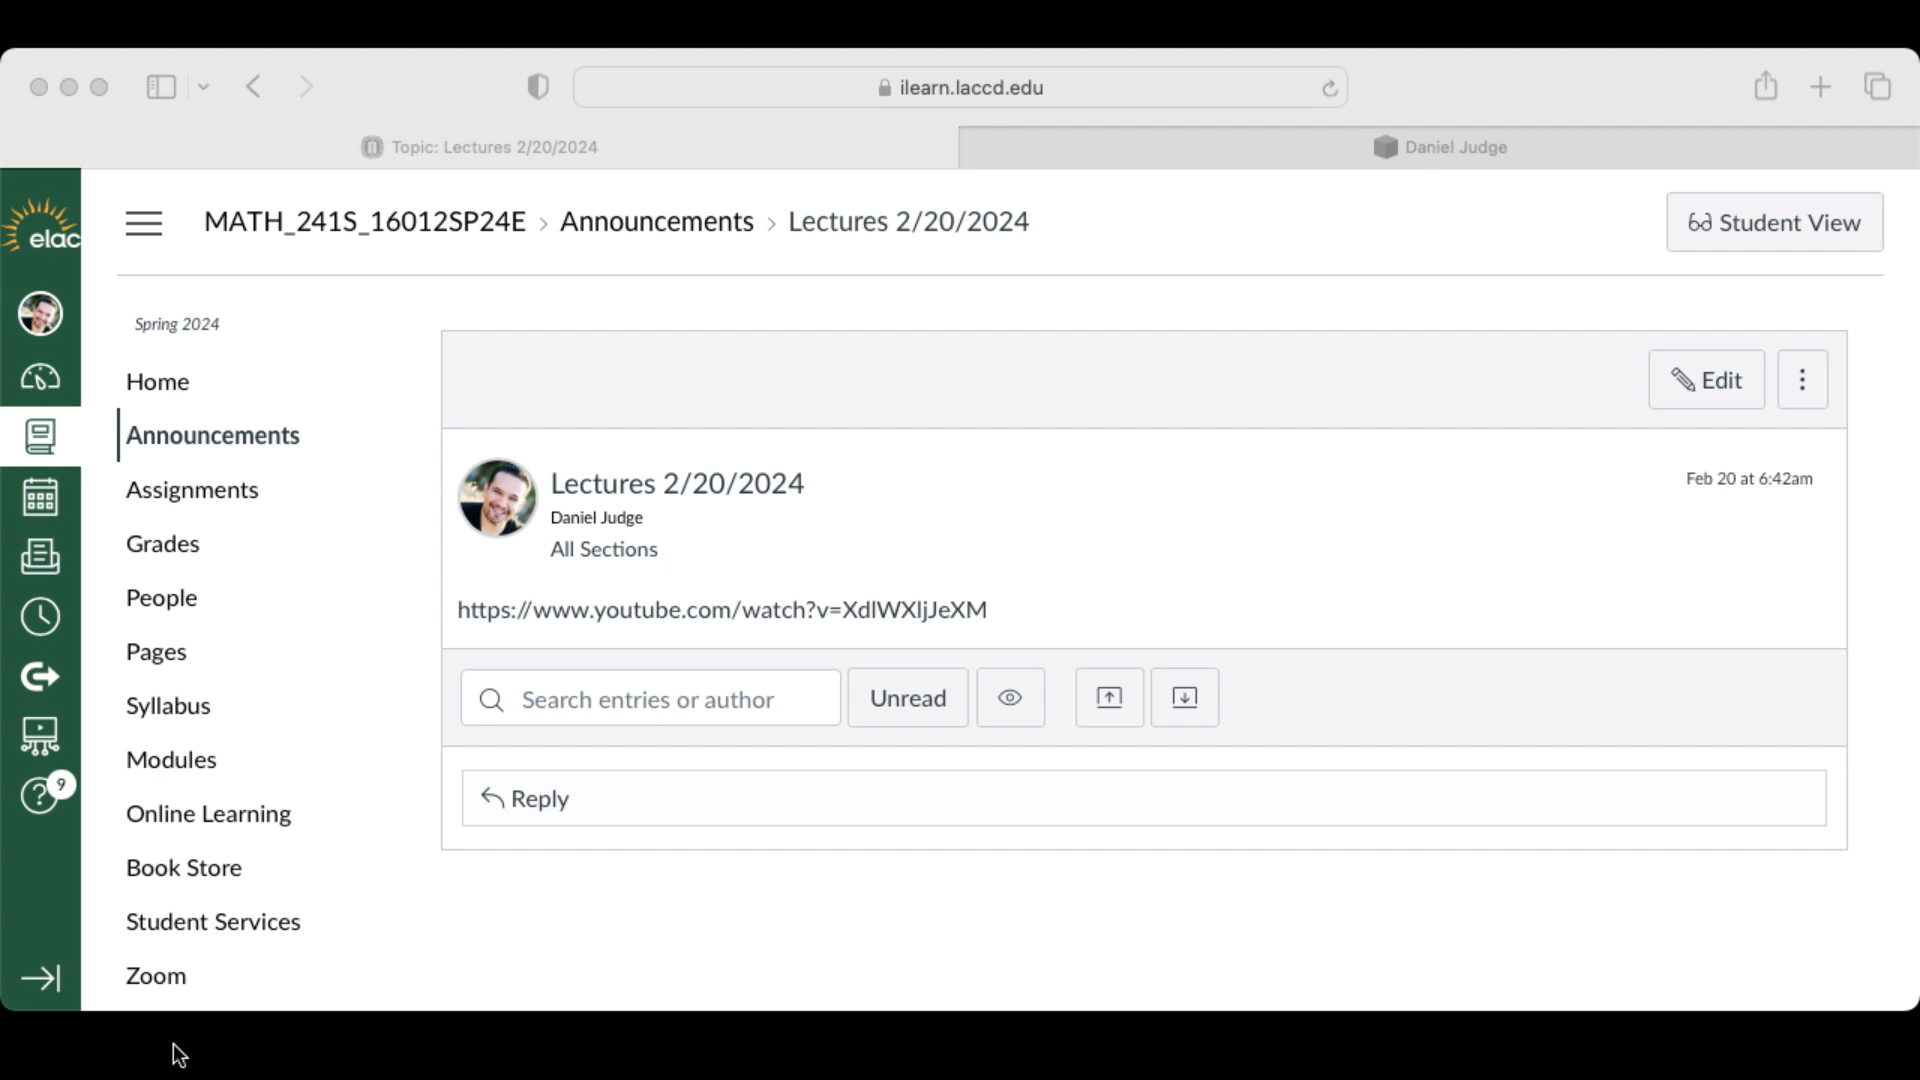 ilearn.laccd.edu
Topic: Lectures 2/20/2024
Daniel Judge
elac
MATH_241S_16012SP24E > Announcements > Lectures 2/20/2024
Student View
Spring 2024
Home
Announcements
Assignments
Grades
People
Pages
Syllabus
Modules
Online Learning
Book Store
Student Services
Zoom
9
Edit
Lectures 2/20/2024
Feb 20 at 6:42am
Daniel Judge
All Sections
https://www.youtube.com/watch?v=XdlWXljJeXM
Search entries or author
Unread
Reply